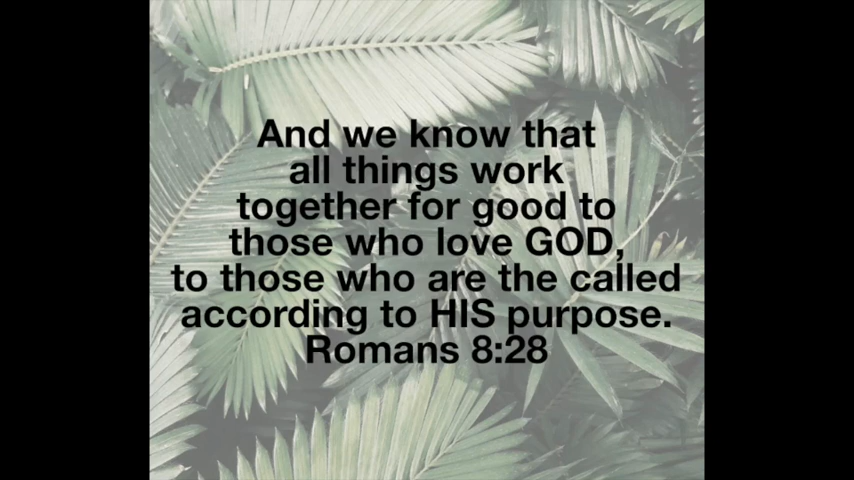 And we know that
all things work
together for good to
those who love GOD,
to those who are the called
according to HIS purpose.
Romans 8:28